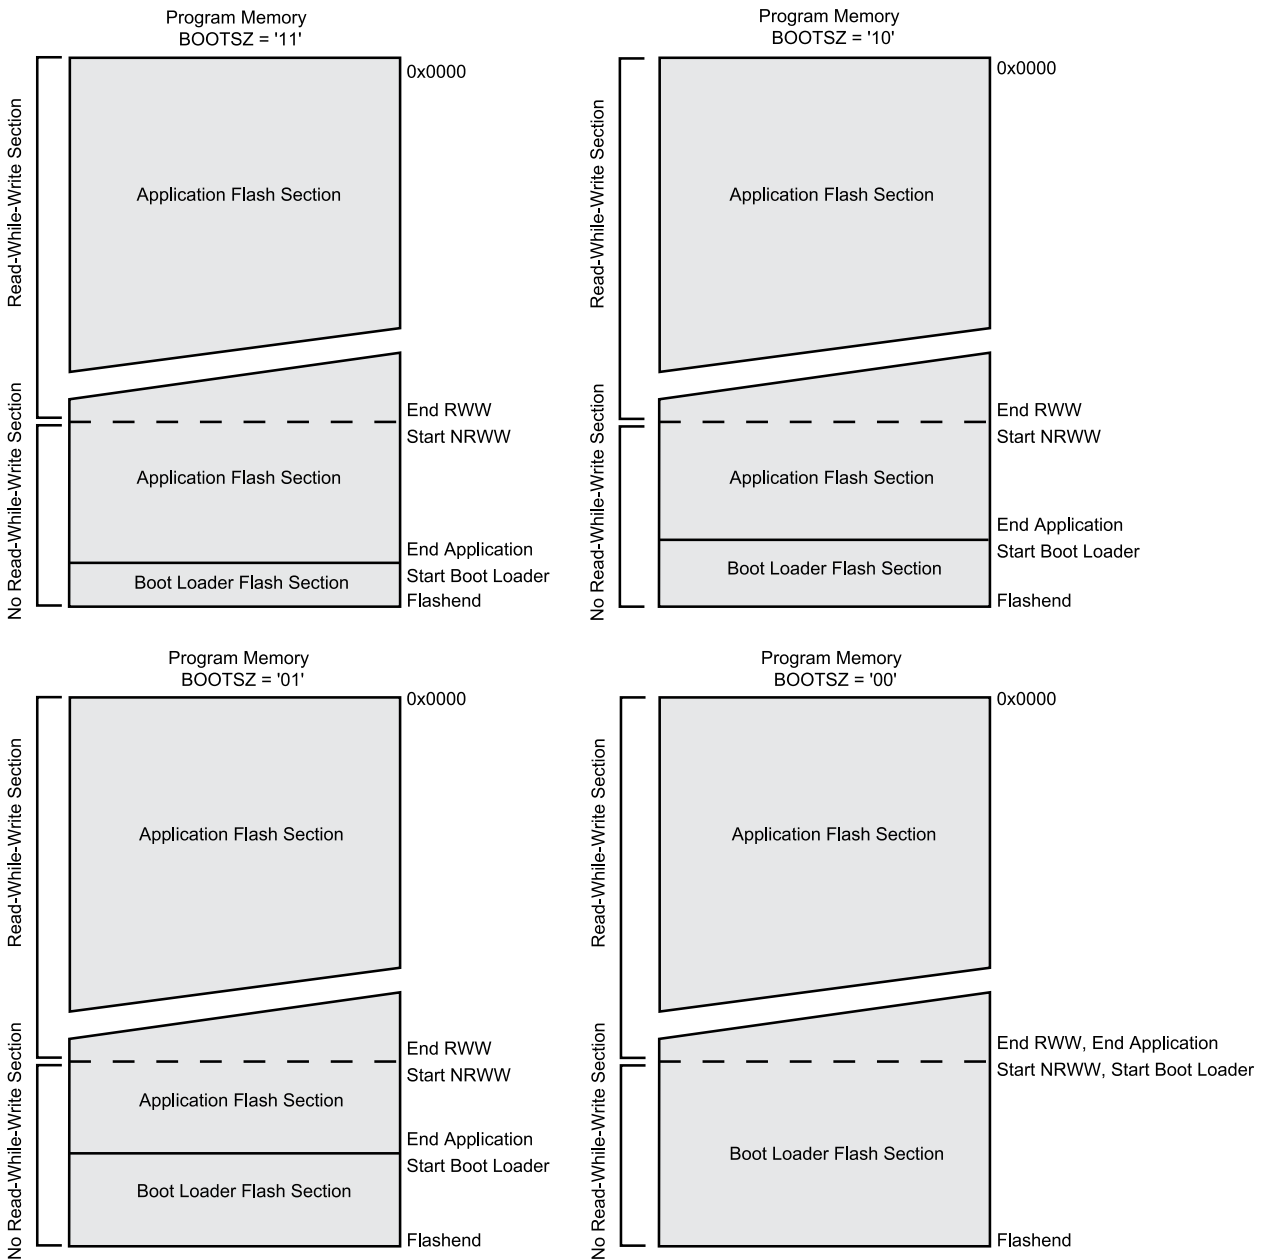 Program Memory
BOOTSZ = '11'
0x0000
Read-While-Write Section
Application Flash Section
End RWW
Start NRWW
No Read-While-Write Section
Application Flash Section
End Application
Start Boot Loader
Boot Loader Flash Section
Flashend
Program Memory
BOOTSZ = '10'
0x0000
Read-While-Write Section
Application Flash Section
End RWW
Start NRWW
No Read-While-Write Section
Application Flash Section
End Application
Start Boot Loader
Boot Loader Flash Section
Flashend
Program Memory
BOOTSZ = '01'
0x0000
Read-While-Write Section
Application Flash Section
End RWW
Start NRWW
No Read-While-Write Section
Application Flash Section
End Application
Start Boot Loader
Boot Loader Flash Section
Flashend
Program Memory
BOOTSZ = '00'
0x0000
Read-While-Write Section
Application Flash Section
End RWW, End Application
Start NRWW, Start Boot Loader
No Read-While-Write Section
Boot Loader Flash Section
Flashend